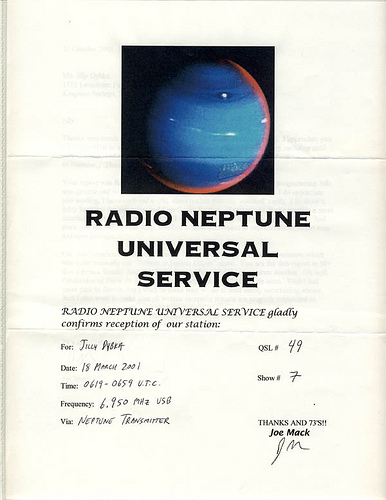 RADIO NEPTUNE
UNIVERSAL
SERVICE
RADIO NEPTUNE UNIVERSAL SERVICE gladly
confirms reception of our station:
For: JILLY DYBKA
QSL # 49
Date: 18 MARCH 2001
Time: 0619-0659 U.T.C.
Show # 7
Frequency: 6.950 MHZ USB
Via: NEPTUNE TRANSMITTER
THANKS AND 73'S!!
Joe Mack
JM